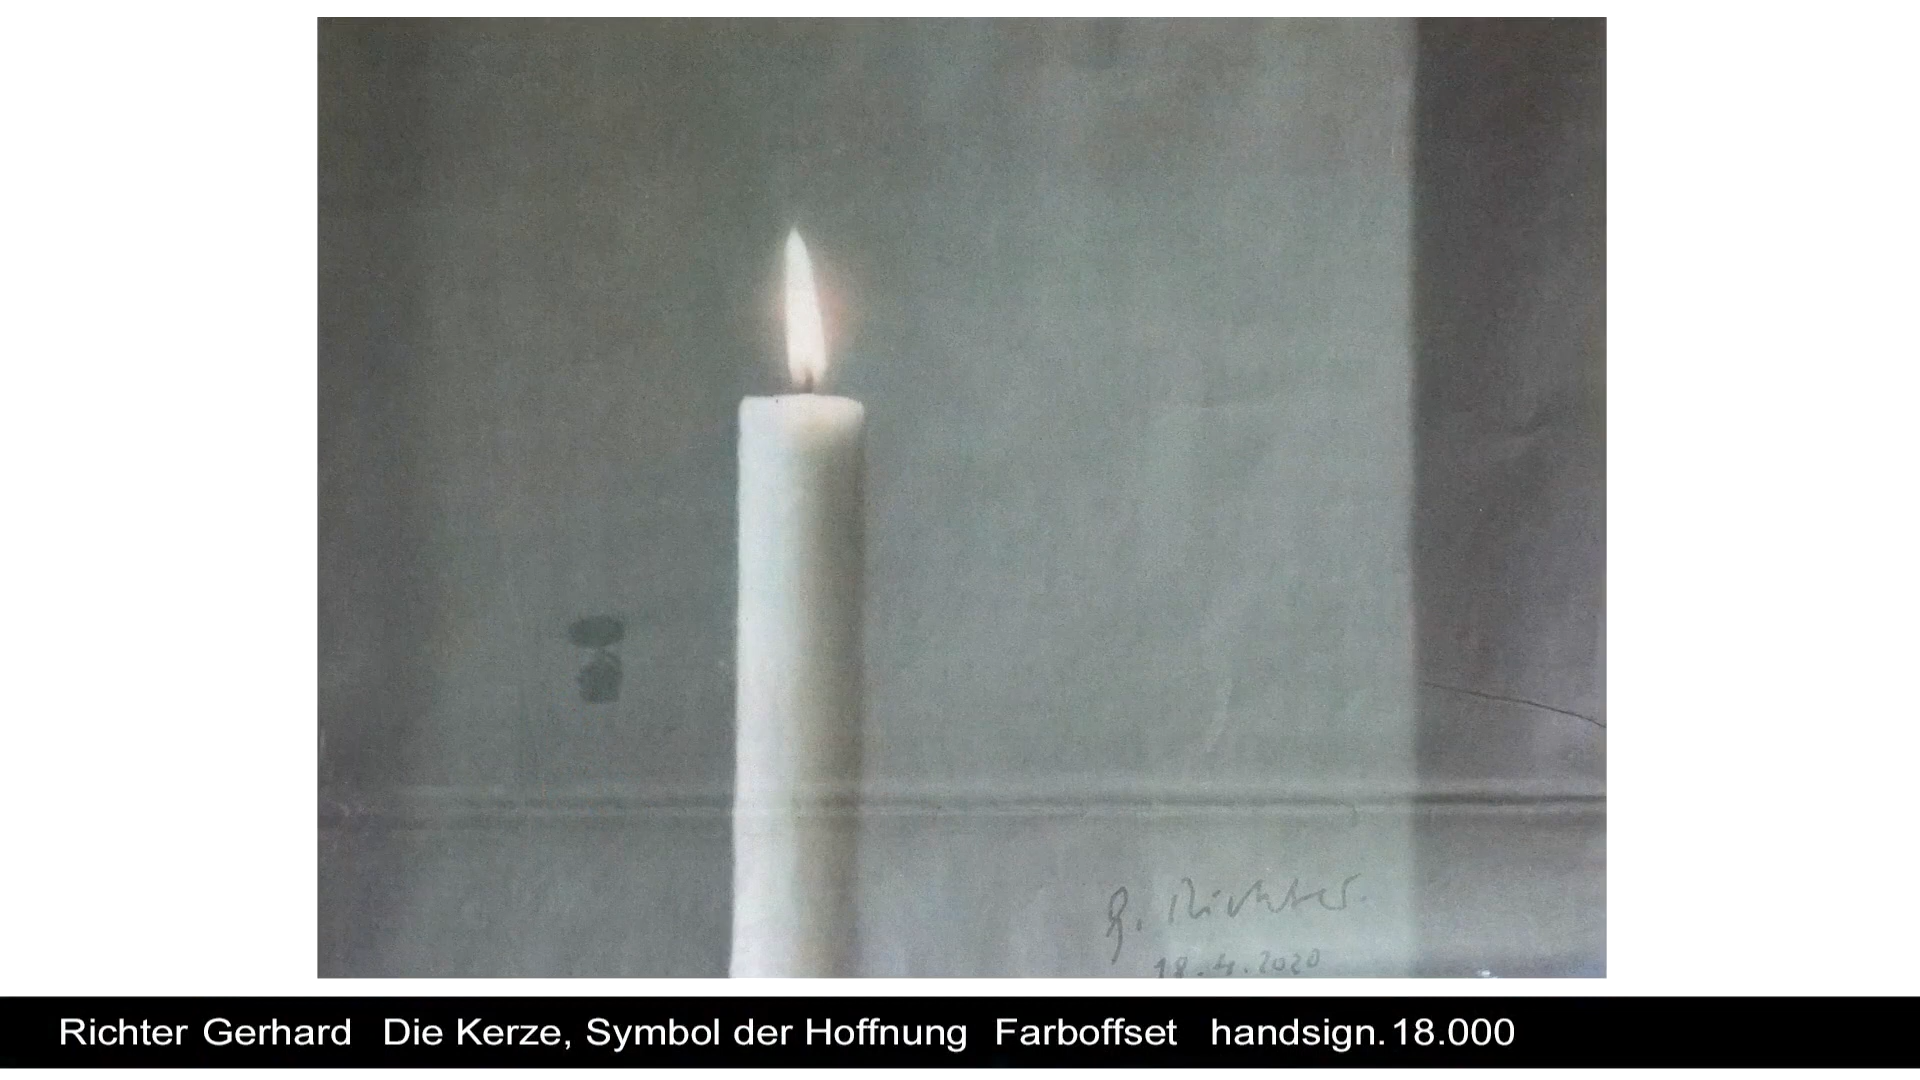 G. Richter.
18.4.2020
Richter Gerhard Die Kerze, Symbol der Hoffnung Farboffset handsign. 18.000